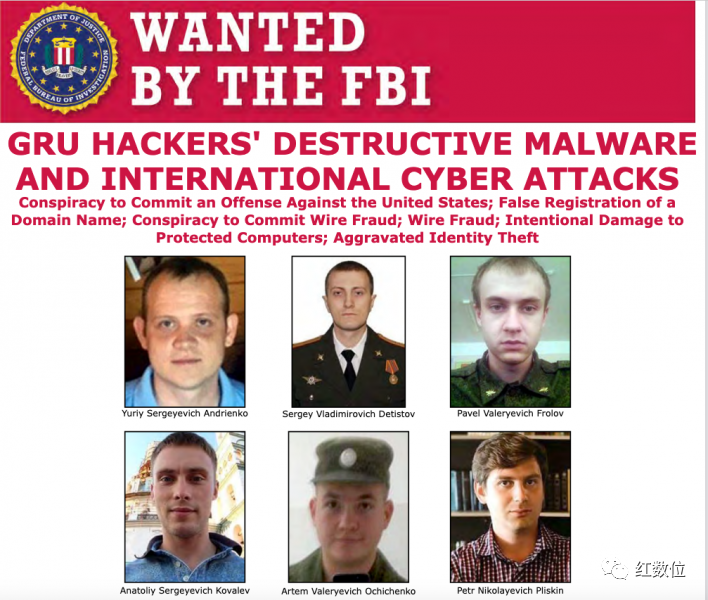 WANTED
BY THE FBI
GRU HACKERS' DESTRUCTIVE MALWARE
AND INTERNATIONAL CYBER ATTACKS
Conspiracy to Commit an Offense Against the United States; False Registration of a
Domain Name; Conspiracy to Commit Wire Fraud; Wire Fraud; Intentional Damage to
Protected Computers; Aggravated Identity Theft
Yuriy Sergeyevich Andrienko
Sergey Vladimirovich Detistov
Pavel Valeryevich Frolov
Anatoliy Sergeyevich Kovalev
Artem Valeryevich Ochichenko
Petr Nikolayevich Pliskin
红数位
DEPARTMENT OF JUSTICE
FEDERAL BUREAU OF INVESTIGATION